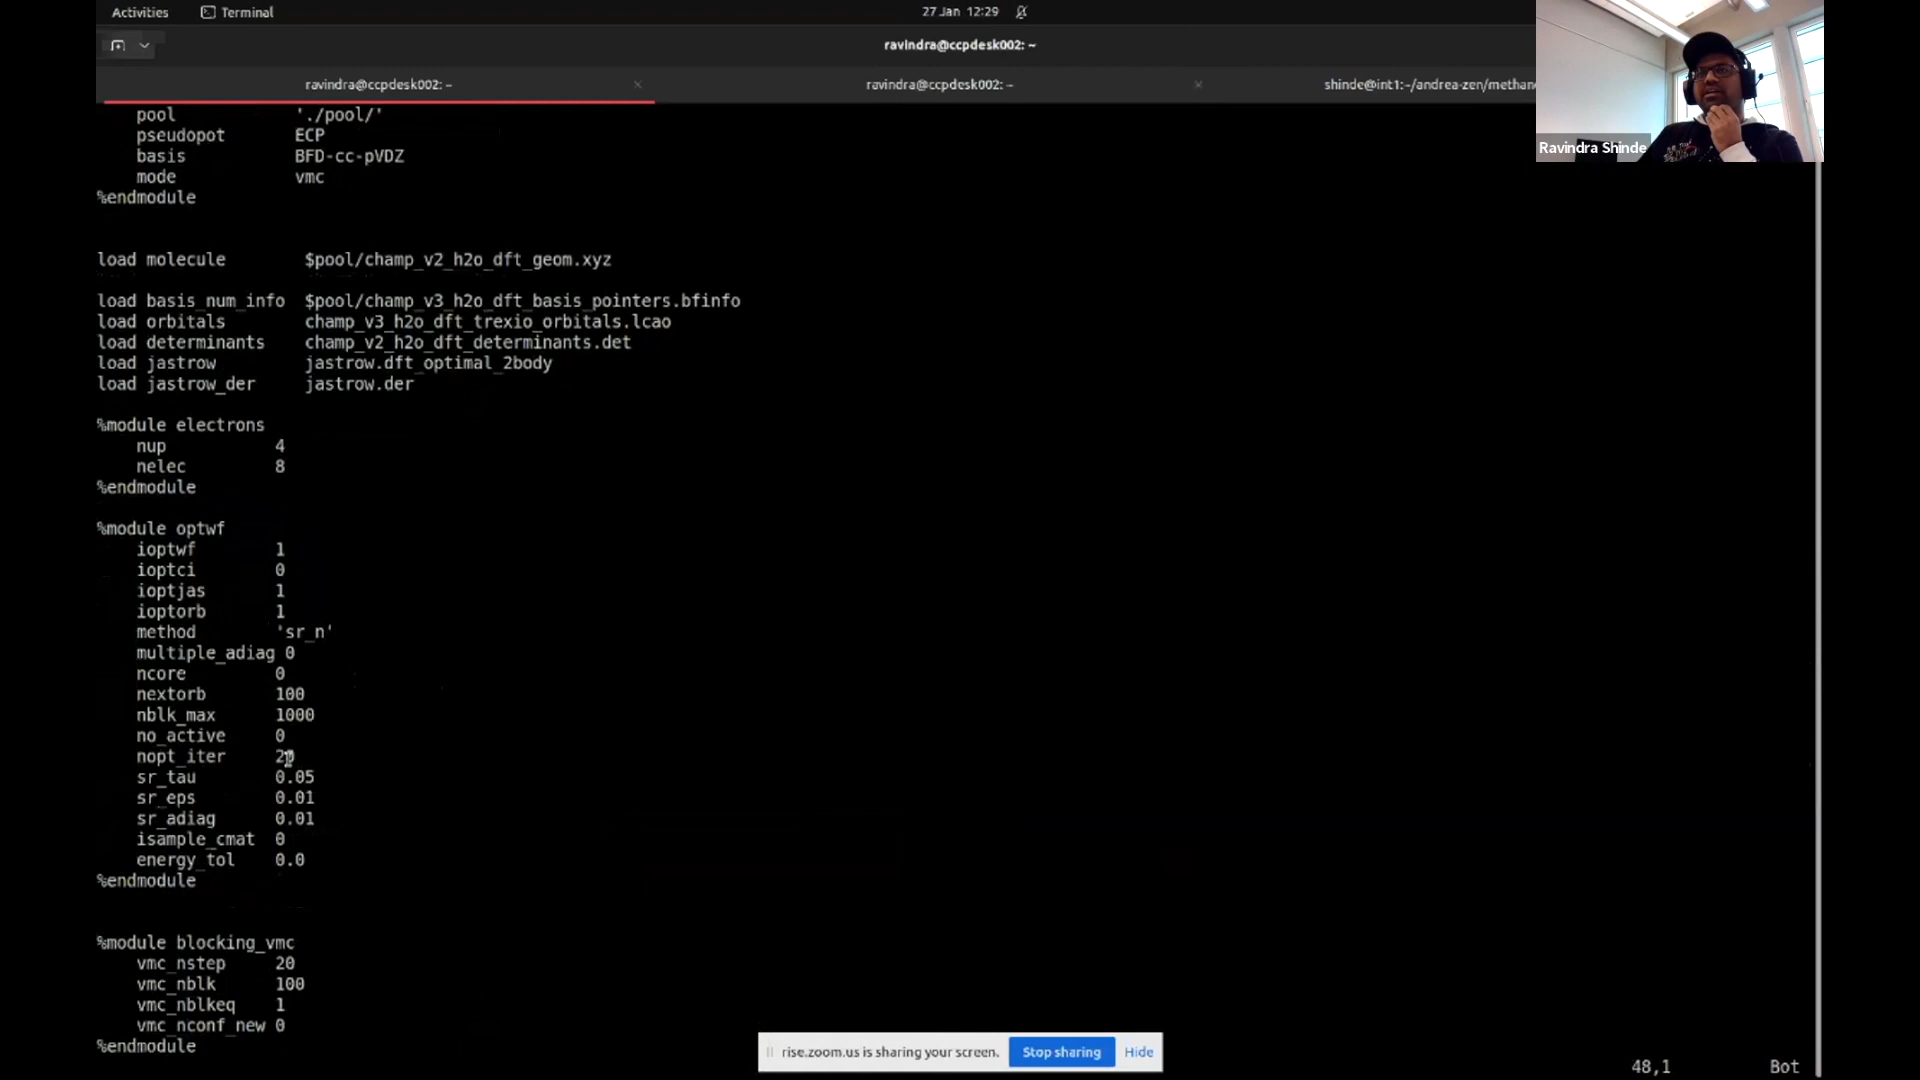 Activities Terminal 27 Jan 12:29
ravindra@ccpdesk002: ~
ravindra@ccpdesk002: ~ × ravindra@ccpdesk002: ~ × shinde@int1:~/andrea-zen/methan
Ravindra Shinde
pool './pool/'
pseudopot ECP
basis BFD-cc-pVDZ
mode vmc
%endmodule
load molecule $pool/champ_v2_h2o_dft_geom.xyz
load basis_num_info $pool/champ_v3_h2o_dft_basis_pointers.bfinfo
load orbitals champ_v3_h2o_dft_trexio_orbitals.lcao
load determinants champ_v2_h2o_dft_determinants.det
load jastrow jastrow.dft_optimal_2body
load jastrow_der jastrow.der
%module electrons
nup 4
nelec 8
%endmodule
%module optwf
ioptwf 1
ioptci 0
ioptjas 1
ioptorb 1
method 'sr_n'
multiple_adiag 0
ncore 0
nextorb 100
nblk_max 1000
no_active 0
nopt_iter 20
sr_tau 0.05
sr_eps 0.01
sr_adiag 0.01
isample_cmat 0
energy_tol 0.0
%endmodule
%module blocking_vmc
vmc_nstep 20
vmc_nblk 100
vmc_nblkeq 1
vmc_nconf_new 0
%endmodule
rise.zoom.us is sharing your screen. Stop sharing Hide
48,1 Bot